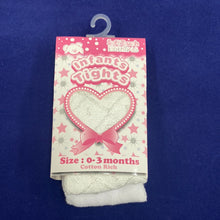 Infants
Tights
Size : 0-3 months
Cotton Rich